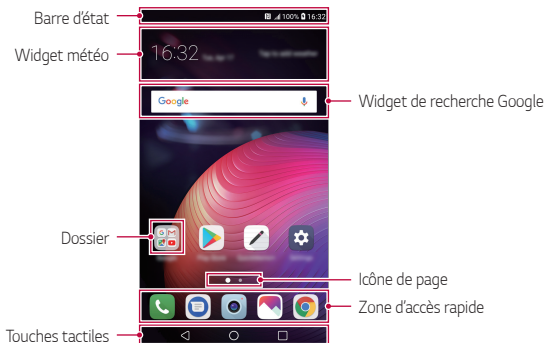 Barre d'état
100% 16:32
Widget météo
16:32
Google
Widget de recherche Google
Dossier
Icône de page
Zone d'accès rapide
Touches tactiles